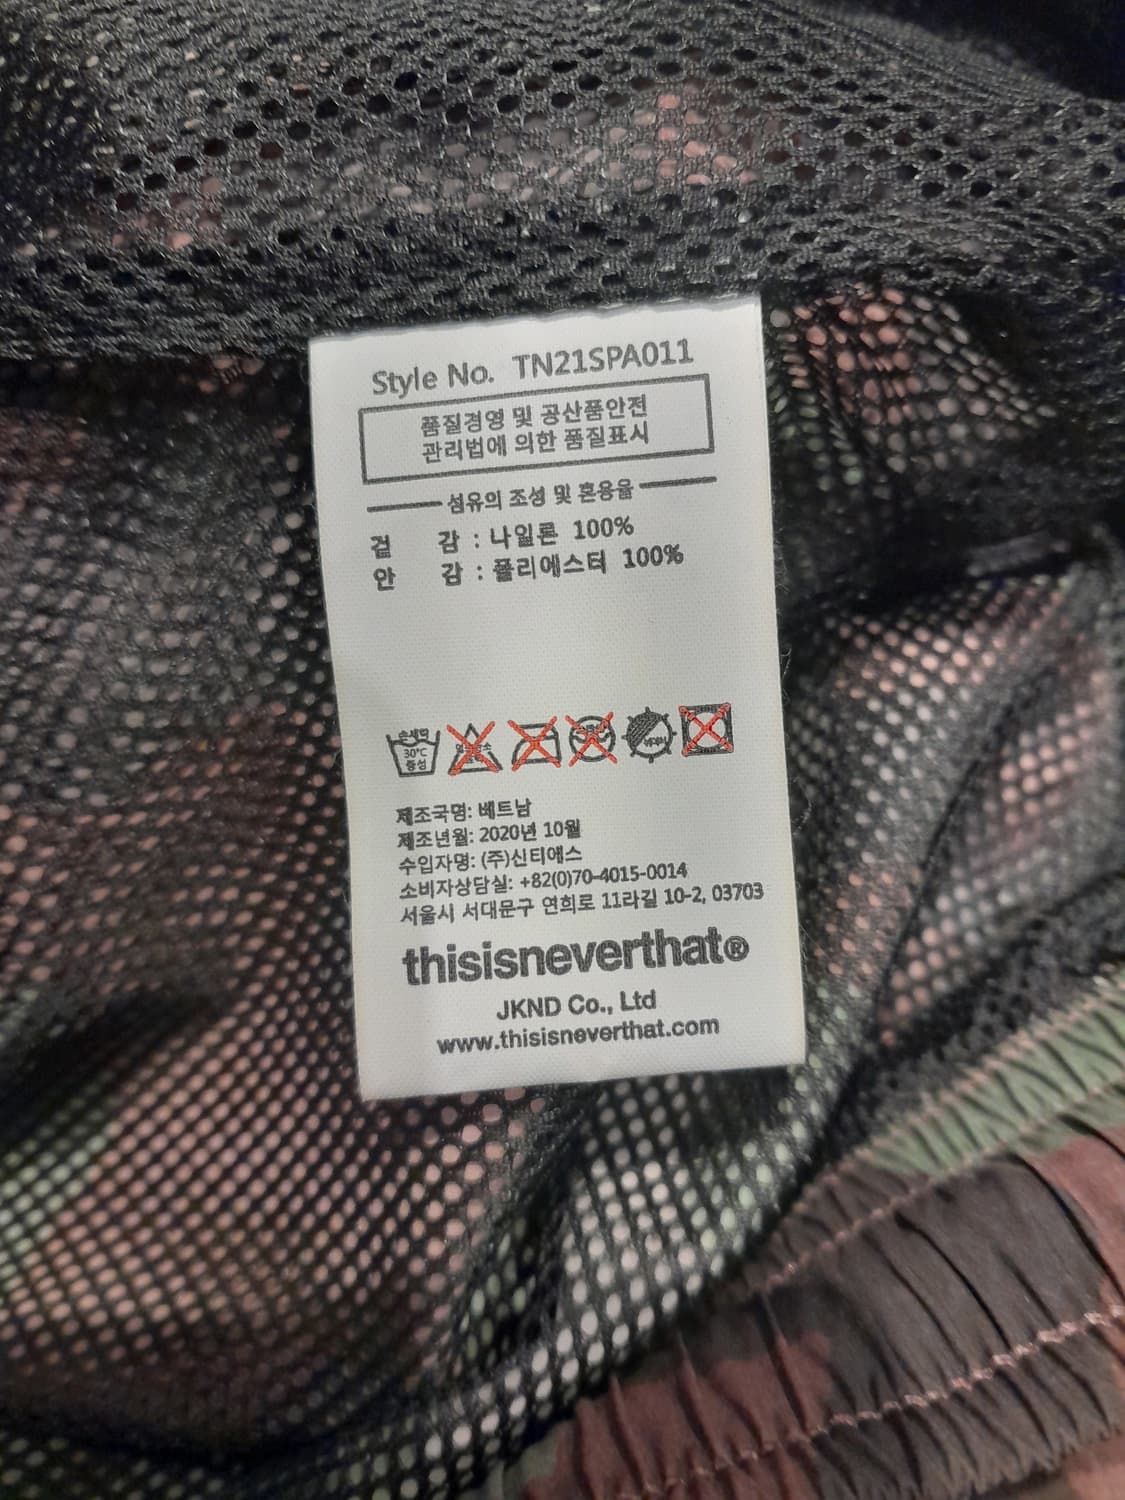 Style No. TN21SPA011
품질경영 및 공산품안전
관리법에 의한 품질표시
섬유의 조성 및 혼용율
겉 감 : 나일론 100%
안 감 : 폴리에스터 100%
손세탁
30℃
중성
제조국명: 베트남
제조년월: 2020년 10월
수입자명: (주)신티에스
소비자상담실: +82(0)70-4015-0014
서울시 서대문구 연희로 11라길 10-2, 03703
thisisneverthat®
JKND Co., Ltd
www.thisisneverthat.com